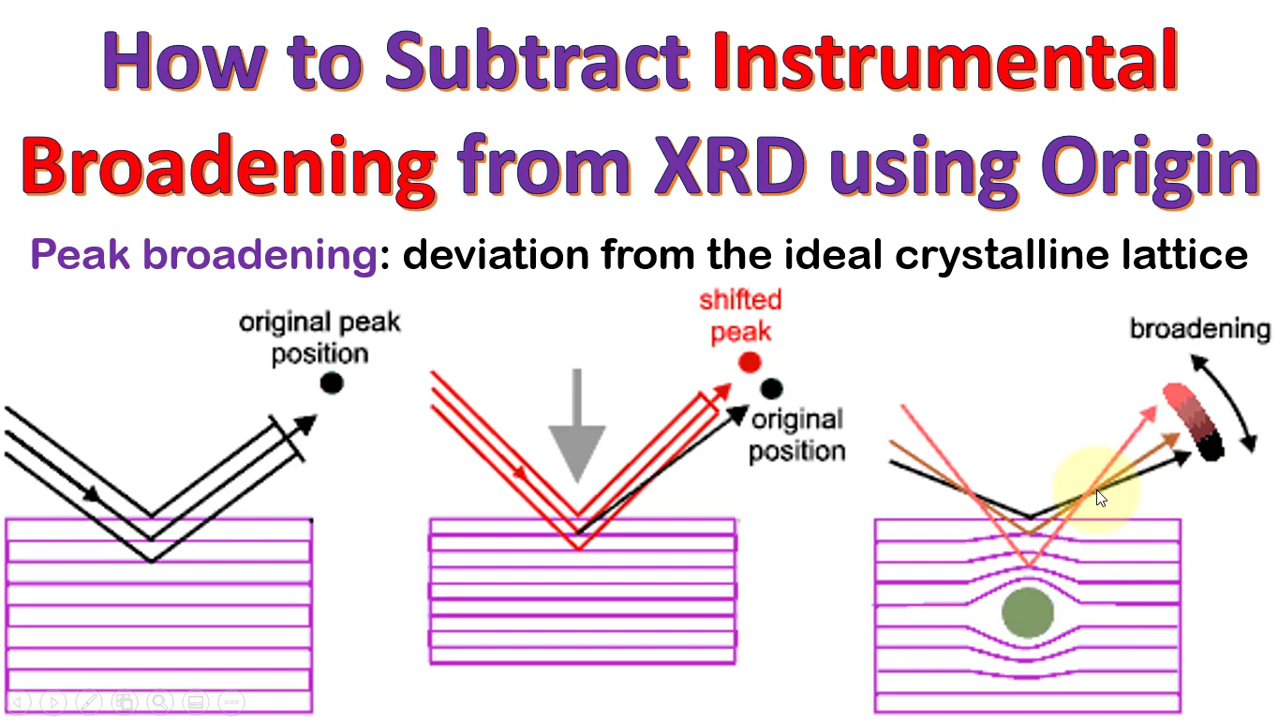 How to Subtract Instrumental
Broadening from XRD using Origin
Peak broadening: deviation from the ideal crystalline lattice
original peak
position
shifted
peak
original
position
broadening